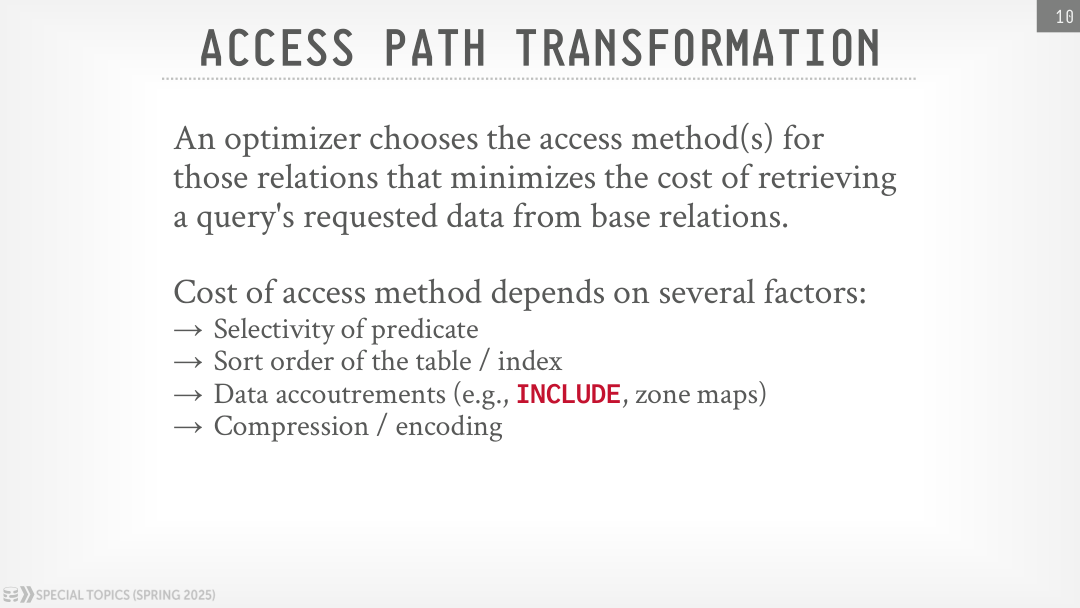 10
ACCESS PATH TRANSFORMATION
An optimizer chooses the access method(s) for
those relations that minimizes the cost of retrieving
a query's requested data from base relations.
Cost of access method depends on several factors:
→ Selectivity of predicate
→ Sort order of the table / index
→ Data accoutrements (e.g., INCLUDE, zone maps)
→ Compression / encoding
SPECIAL TOPICS (SPRING 2025)